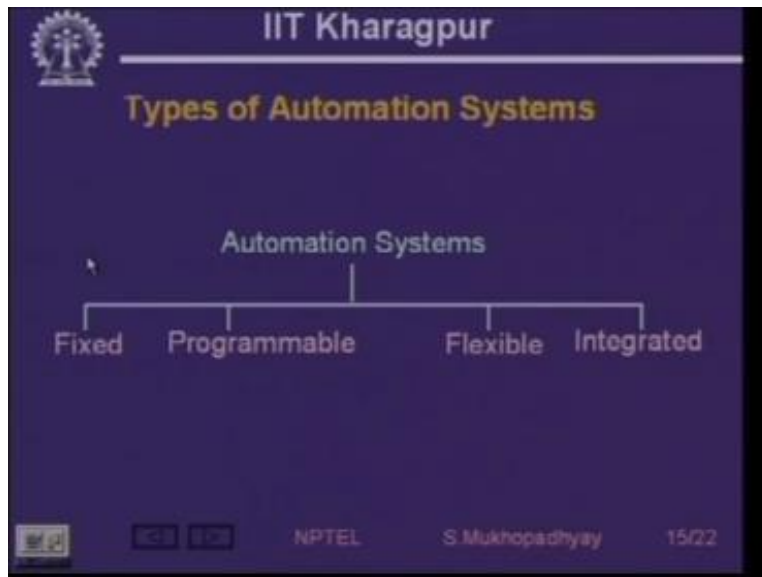 IIT Kharagpur
Types of Automation Systems
Automation Systems
Fixed Programmable Flexible Integrated
NPTEL S.Mukhopadhyay 15/22